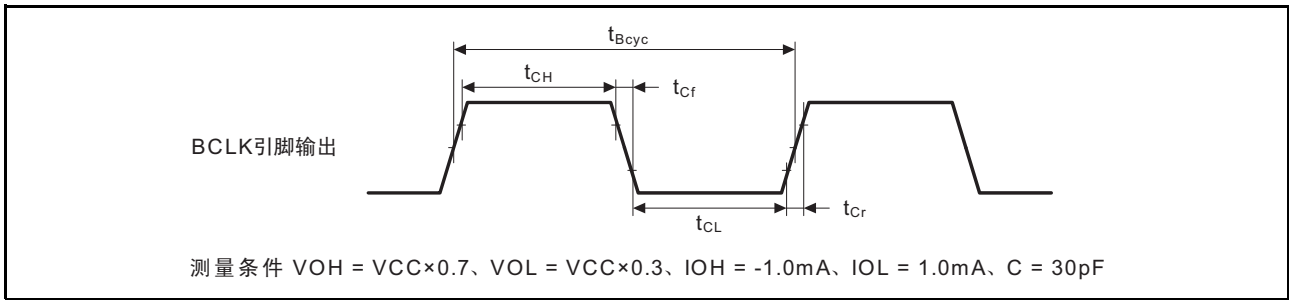 tBcyc
tCH
tCf
BCLK引脚输出
tCL
tCr
测量条件 VOH = VCC×0.7、VOL = VCC×0.3、IOH = -1.0mA、IOL = 1.0mA、C = 30pF